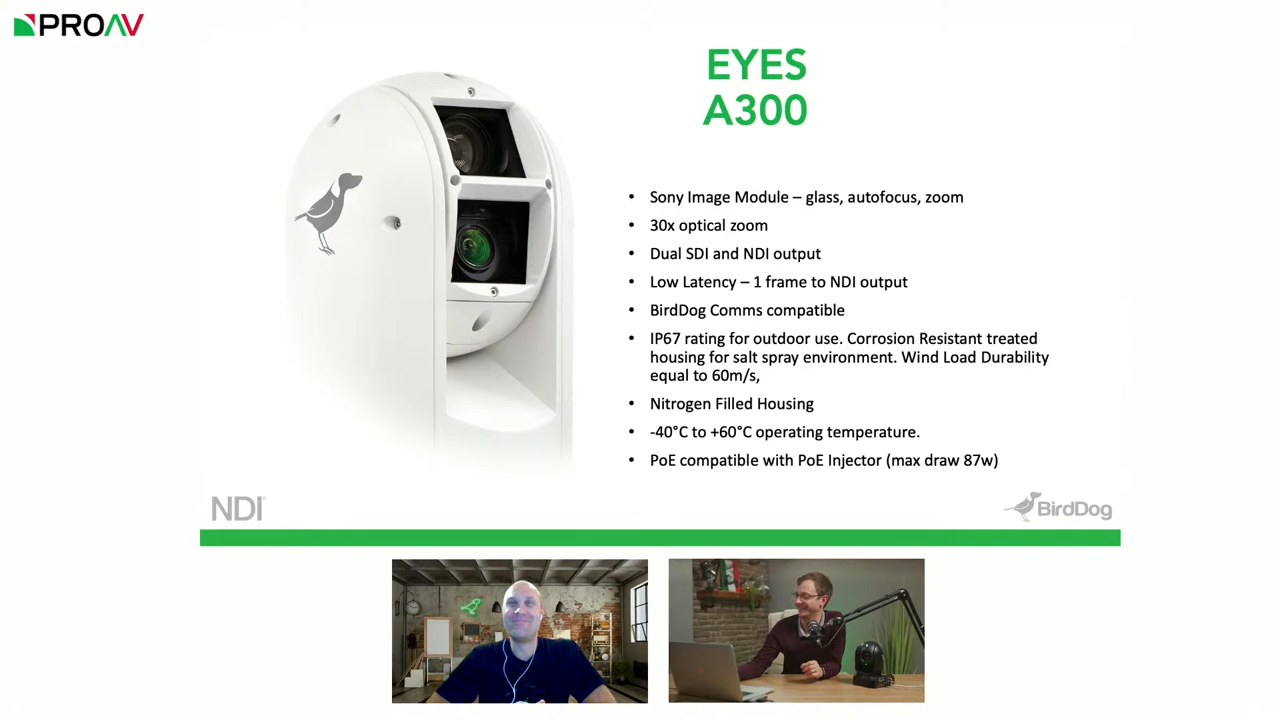 PROAV
EYES
A300
• Sony Image Module – glass, autofocus, zoom
• 30x optical zoom
• Dual SDI and NDI output
• Low Latency – 1 frame to NDI output
• BirdDog Comms compatible
• IP67 rating for outdoor use. Corrosion Resistant treated
housing for salt spray environment. Wind Load Durability
equal to 60m/s,
• Nitrogen Filled Housing
• -40°C to +60°C operating temperature.
• PoE compatible with PoE Injector (max draw 87w)
NDI
BirdDog